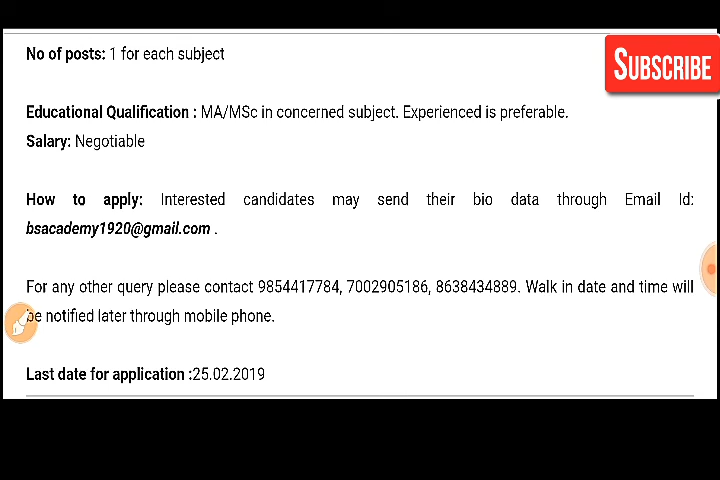 No of posts: 1 for each subject
SUBSCRIBE
Educational Qualification : MA/MSc in concerned subject. Experienced is preferable.
Salary: Negotiable
How to apply: Interested candidates may send their bio data through Email Id:
bsacademy1920@gmail.com .
For any other query please contact 9854417784, 7002905186, 8638434889. Walk in date and time will
be notified later through mobile phone.
Last date for application :25.02.2019